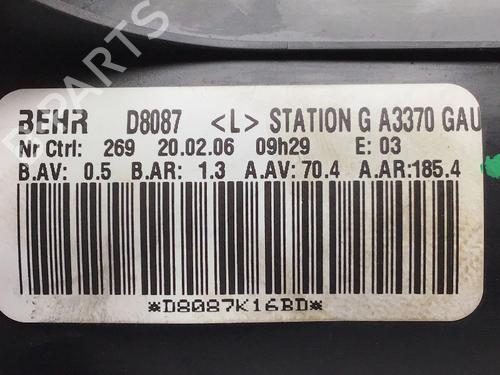 BEHR D8087 <L> STATION G A3370 GAU
Nr Ctrl: 269 20.02.06 09h29 E: 03
B.AV: 0.5 B.AR: 1.3 A.AV: 70.4 A.AR:185.4
*D8087K16BD*